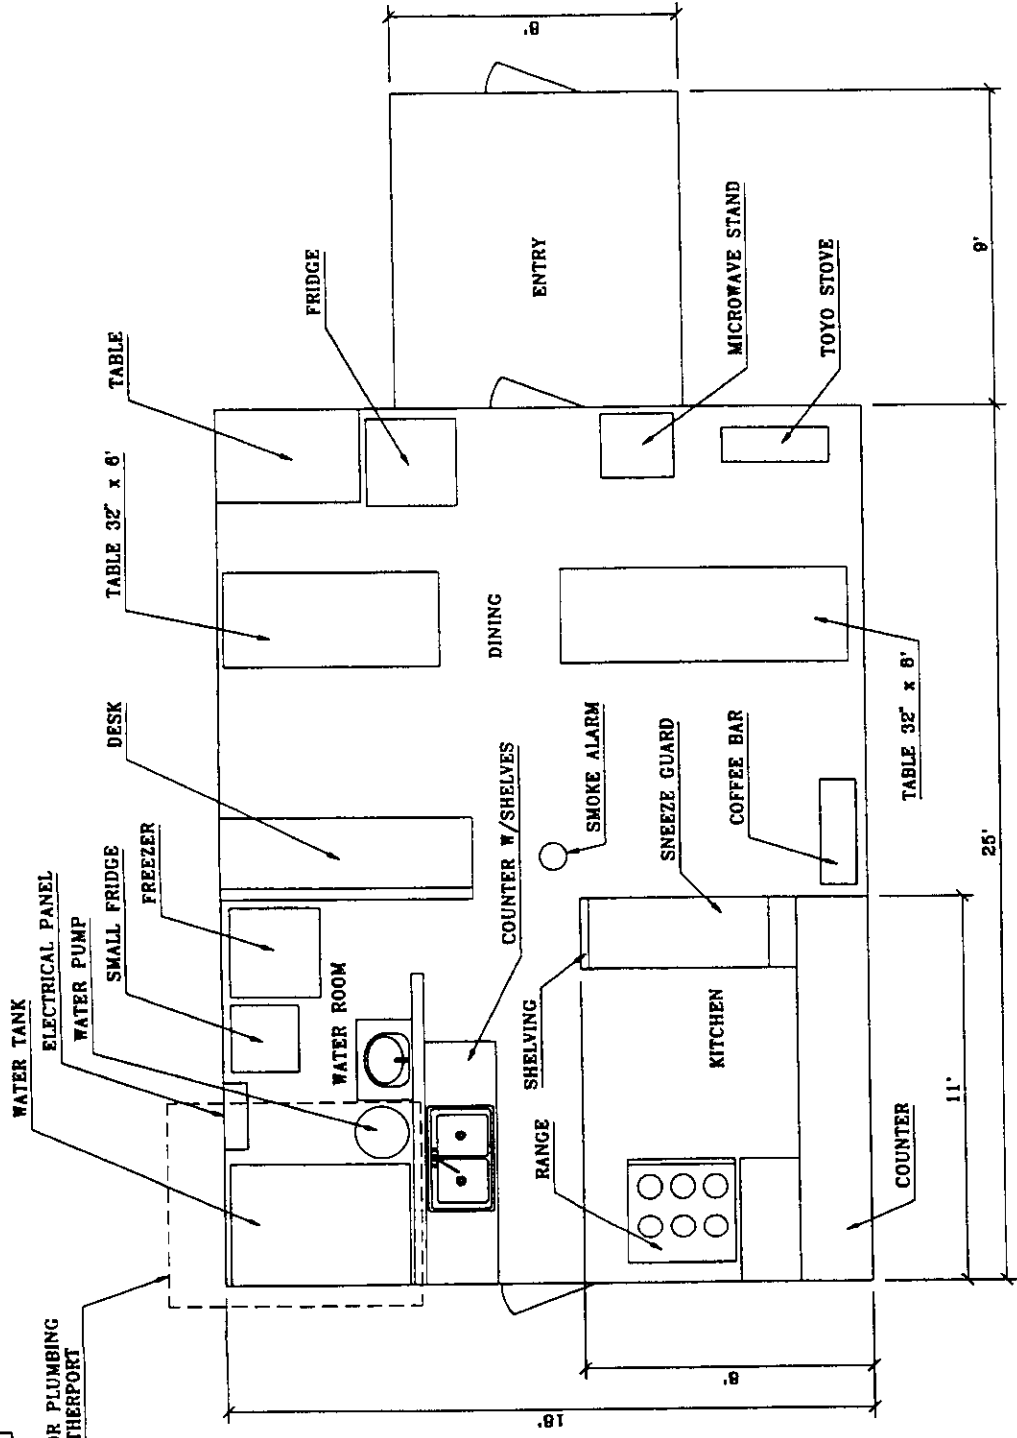 OR PLUMBING
THERPORT
WATER TANK
ELECTRICAL PANEL
WATER PUMP
SMALL FRIDGE
FREEZER
DESK
TABLE 32" x 6'
TABLE
FRIDGE
8'
WATER ROOM
COUNTER W/SHELVES
DINING
ENTRY
SMOKE ALARM
SHELVING
RANGE
SNEEZE GUARD
KITCHEN
COFFEE BAR
MICROWAVE STAND
TOYO STOVE
COUNTER
TABLE 32" x 8'
18'
8'
11'
25'
9'